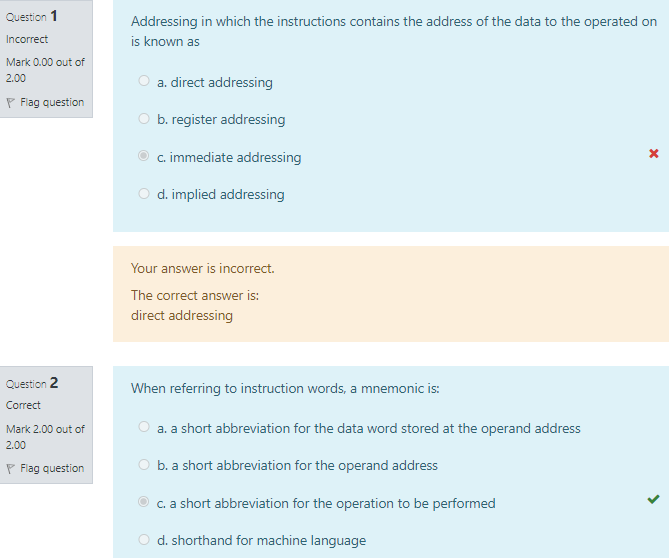 Question 1
Incorrect
Mark 0.00 out of
2.00
Flag question
Addressing in which the instructions contains the address of the data to the operated on
is known as
a. direct addressing
b. register addressing
c. immediate addressing
d. implied addressing
Your answer is incorrect.
The correct answer is:
direct addressing
Question 2
Correct
Mark 2.00 out of
2.00
Flag question
When referring to instruction words, a mnemonic is:
a. a short abbreviation for the data word stored at the operand address
b. a short abbreviation for the operand address
c. a short abbreviation for the operation to be performed
d. shorthand for machine language